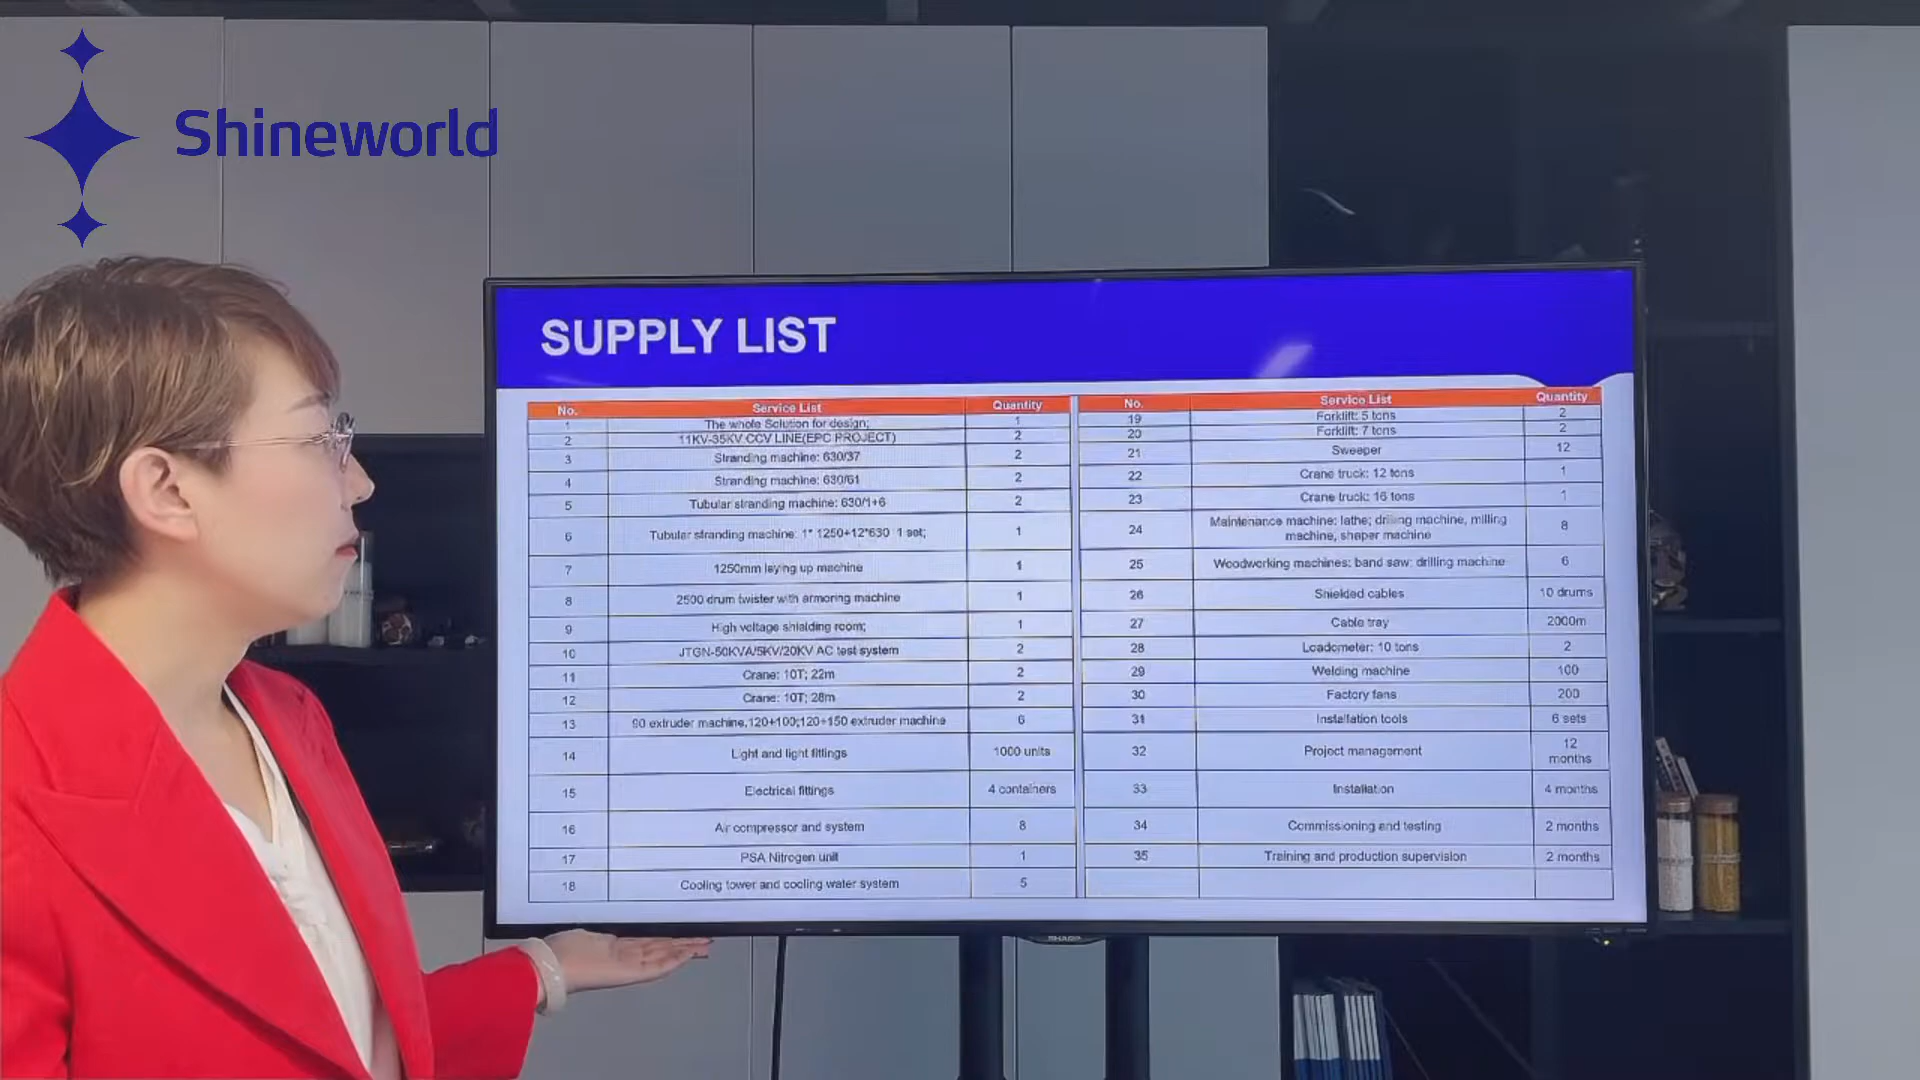 Shineworld
SUPPLY LIST
No. Service List Quantity
1 The whole Solution for design; 1
2 11KV-35KV CCV LINE(EPC PROJECT) 2
3 Stranding machine: 630/37 2
4 Stranding machine: 630/61 2
5 Tubular stranding machine: 630/1+6 2
6 Tubular stranding machine: 1* 1250+12*630 1 set; 1
7 1250mm laying up machine 1
8 2500 drum twister with armoring machine 1
9 High voltage shielding room; 1
10 JTGN-50KVA/5KV/20KV AC test system 2
11 Crane: 10T; 22m 2
12 Crane: 10T; 28m 2
13 90 extruder machine,120+100;120+150 extruder machine 6
14 Light and light fittings 1000 units
15 Electrical fittings 4 containers
16 Air compressor and system 8
17 PSA Nitrogen unit 1
18 Cooling tower and cooling water system 5
No. Service List Quantity
19 Forklift: 5 tons 2
20 Forklift: 7 tons 2
21 Sweeper 12
22 Crane truck: 12 tons 1
23 Crane truck: 16 tons 1
24 Maintenance machine: lathe; drilling machine, milling
machine, shaper machine 8
25 Woodworking machines: band saw; drilling machine 6
26 Shielded cables 10 drums
27 Cable tray 2000m
28 Loadometer: 10 tons 2
29 Welding machine 100
30 Factory fans 200
31 Installation tools 6 sets
32 Project management 12
months
33 Installation 4 months
34 Commissioning and testing 2 months
35 Training and production supervision 2 months
SHARP